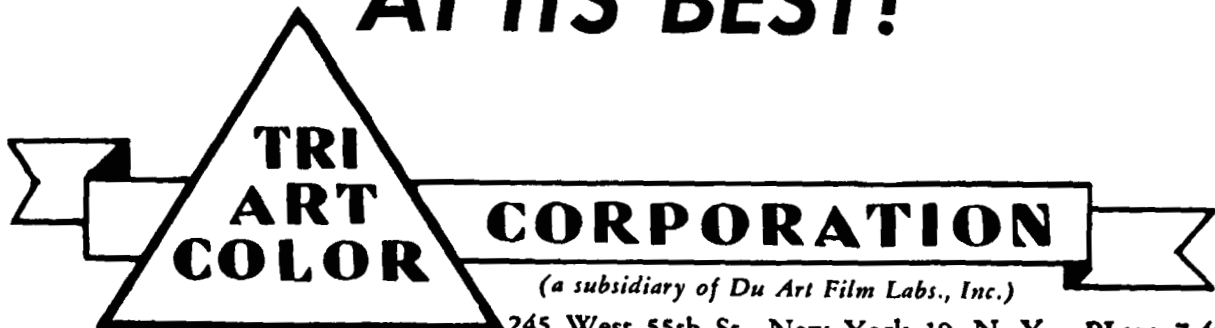 AT ITS BEST!
TRI
ART
COLOR
CORPORATION
(a subsidiary of Du Art Film Labs., Inc.)
245 West 55th St., New York 19, N. Y.